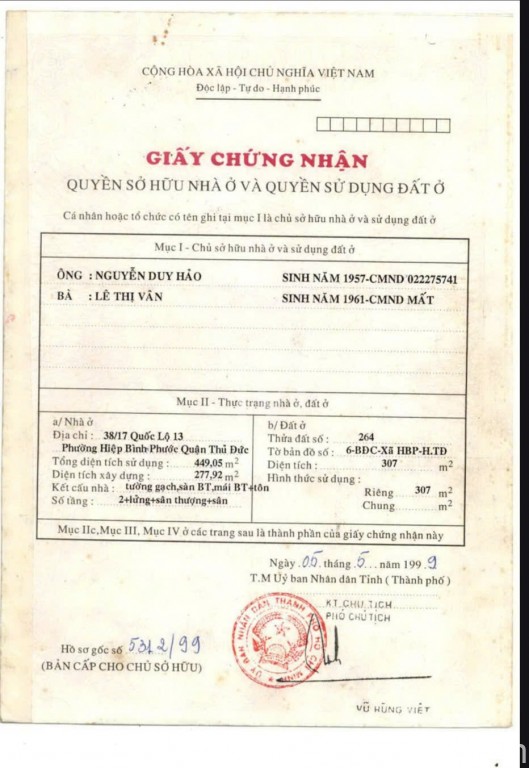 CỘNG HÒA XÃ HỘI CHỦ NGHĨA VIỆT NAM
Độc lập - Tự do - Hạnh phúc
GIẤY CHỨNG NHẬN
QUYỀN SỞ HỮU NHÀ Ở VÀ QUYỀN SỬ DỤNG ĐẤT Ở
Cá nhân hoặc tổ chức có tên ghi tại mục I là chủ sở hữu nhà ở và sử dụng đất ở
Mục I - Chủ sở hữu nhà ở và sử dụng đất ở
ÔNG : NGUYỄN DUY HẢO SINH NĂM 1957-CMND 022275741
BÀ : LÊ THỊ VÂN SINH NĂM 1961-CMND MẤT
Mục II - Thực trạng nhà ở, đất ở
a/ Nhà ở
Địa chỉ : 38/17 Quốc Lộ 13
Phường Hiệp Bình Phước Quận Thủ Đức
Tổng diện tích sử dụng : 449,05 m2
Diện tích xây dựng : 277,92 m2
Kết cấu nhà : tường gạch,sàn BT,mái BT+tôn
Số tầng : 2+lửng+sân thượng+sân
b/ Đất ở
Thửa đất số : 264
Tờ bản đồ số : 6-BĐC-Xã HBP-H.TĐ
Diện tích : 307 m2
Hình thức sử dụng :
Riêng 307 m2
Chung m2
Mục IIc,Mục III, Mục IV ở các trang sau là thành phần của giấy chứng nhận này
Ngày 05 tháng 5 năm 1999
T.M Ủy ban Nhân dân Tỉnh ( Thành phố )
KT.CHỦ TỊCH
PHÓ CHỦ TỊCH
ỦY BAN NHÂN DÂN THÀNH PHỐ HỒ CHÍ MINH
Hồ sơ gốc số 5312/99
(BẢN CẤP CHO CHỦ SỞ HỮU)
VŨ HÙNG VIỆT